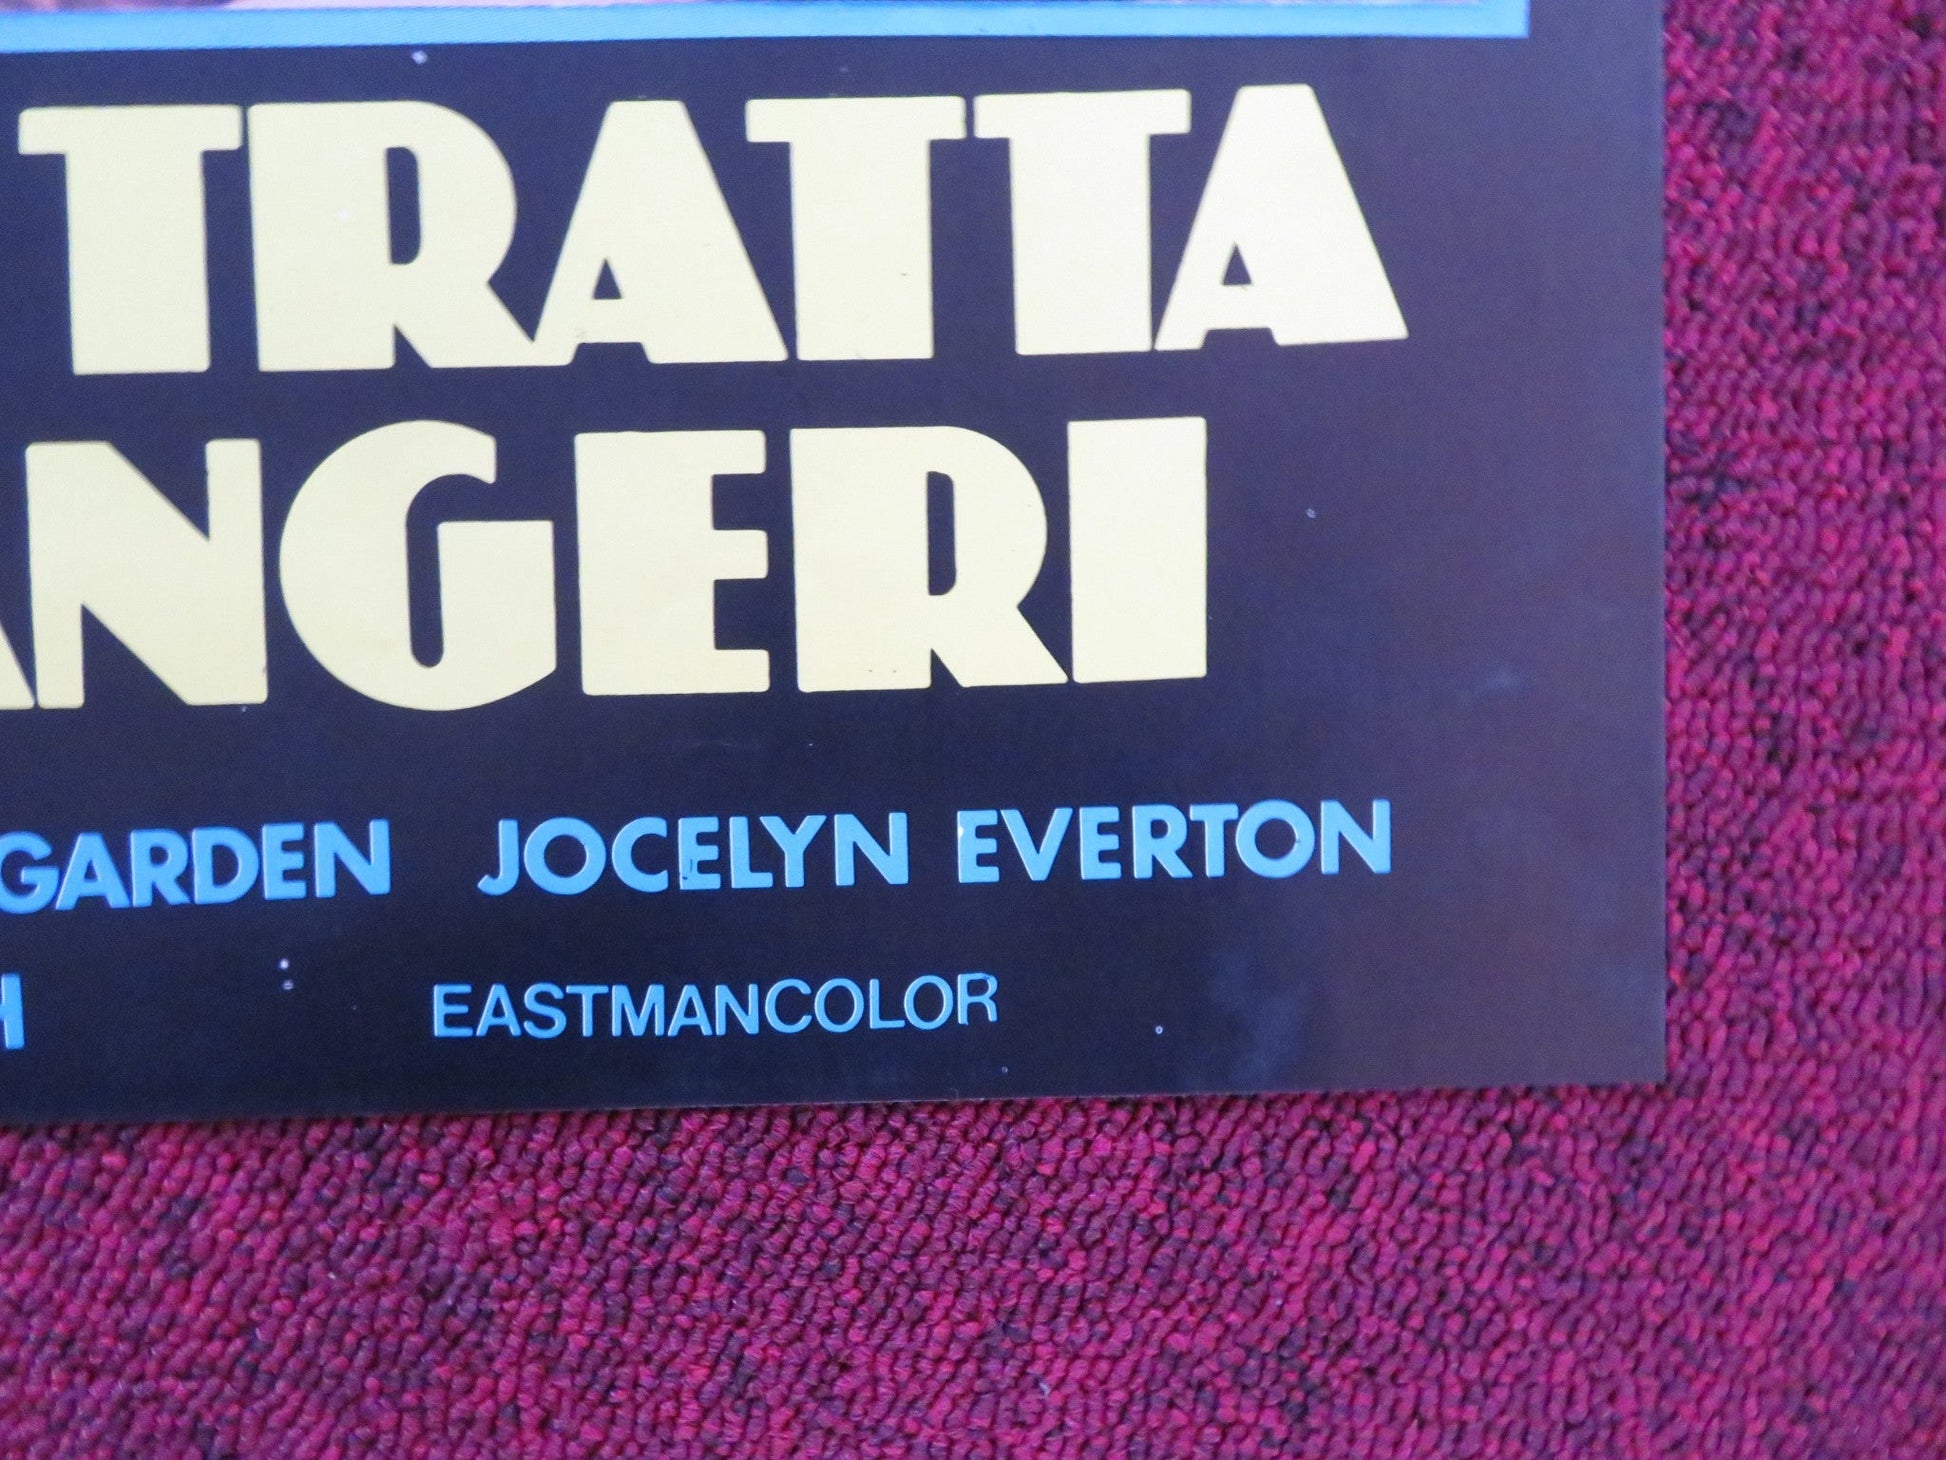 TRATTA
NGERI
GARDEN JOCELYN EVERTON
EASTMANCOLOR